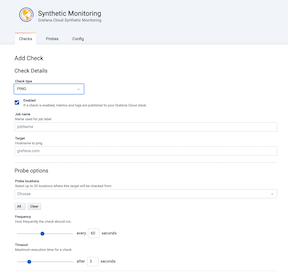 Synthetic Monitoring
Grafana Cloud Synthetic Monitoring
Checks
Probes
Config
Add Check
Check Details
Check type
PING
Enabled
If a check is enabled, metrics and logs are published to your Grafana Cloud stack.
Job name
Name used for job label
jobName
Target
Hostname to ping
grafana.com
Probe options
Probe locations
Select up to 20 locations where this target will be checked from.
Choose
All
Clear
Frequency
How frequently the check should run.
every 60 seconds
Timeout
Maximum execution time for a check
after 3 seconds